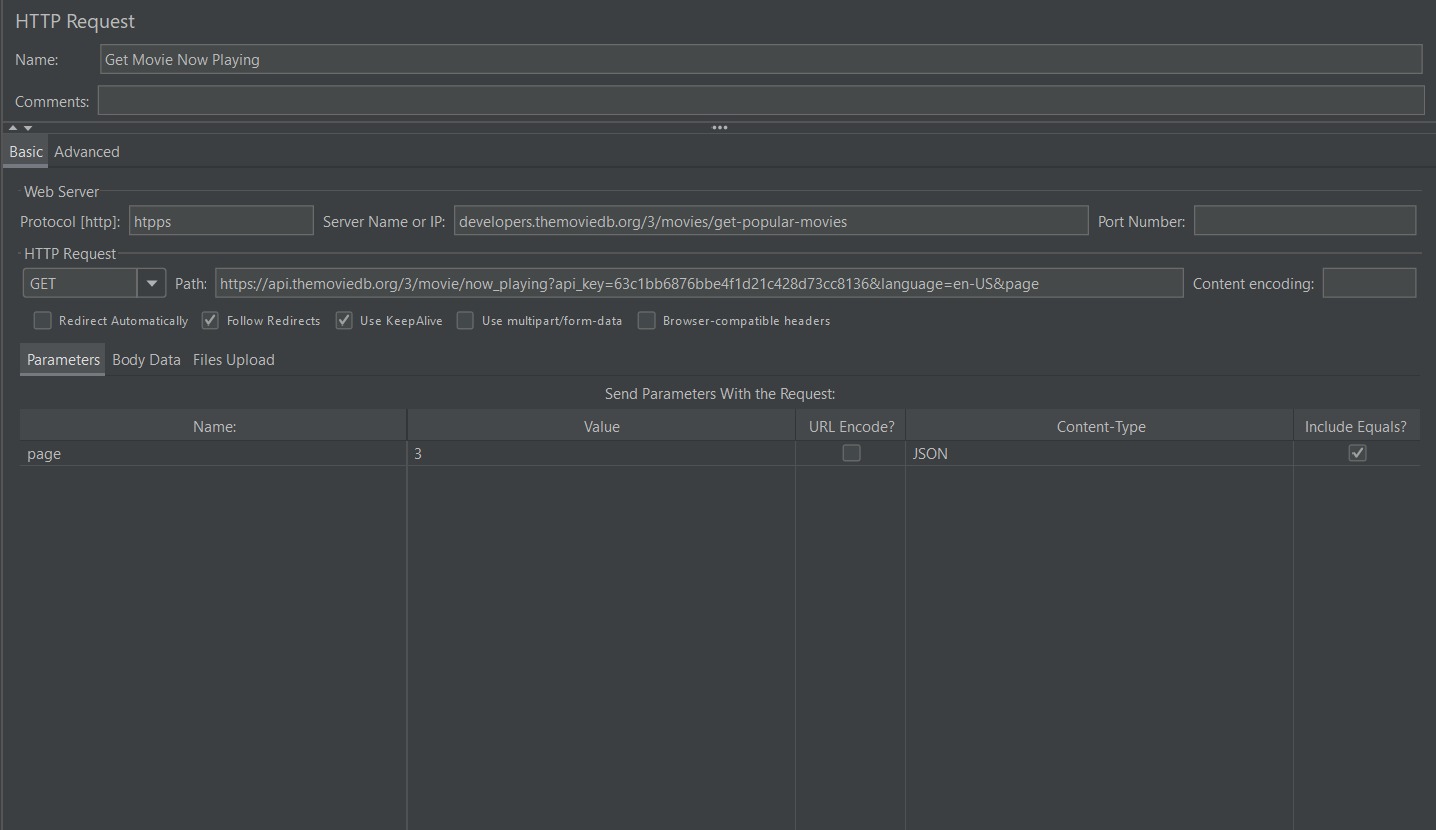 HTTP Request
Name: Get Movie Now Playing
Comments:
Basic Advanced
Web Server
Protocol [http]: htpps Server Name or IP: developers.themoviedb.org/3/movies/get-popular-movies Port Number:
HTTP Request
GET Path: https://api.themoviedb.org/3/movie/now_playing?api_key=63c1bb6876bbe4f1d21c428d73cc8136&language=en-US&page Content encoding:
Redirect Automatically Follow Redirects Use KeepAlive Use multipart/form-data Browser-compatible headers
Parameters Body Data Files Upload
Send Parameters With the Request:
Name: Value URL Encode? Content-Type Include Equals?
page 3 JSON